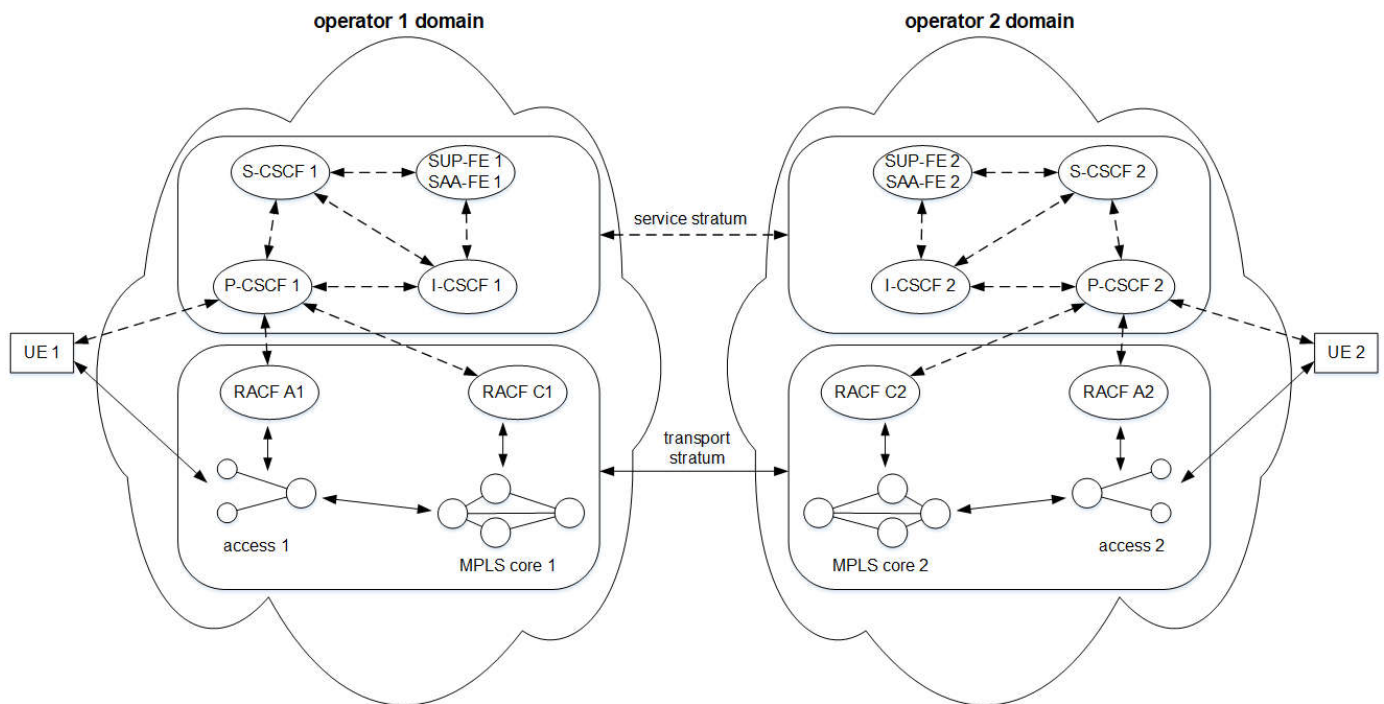 operator 1 domain
operator 2 domain
S-CSCF 1
SUP-FE 1
SAA-FE 1
SUP-FE 2
SAA-FE 2
S-CSCF 2
service stratum
P-CSCF 1
I-CSCF 1
I-CSCF 2
P-CSCF 2
UE 1
UE 2
RACF A1
RACF C1
RACF C2
RACF A2
transport
stratum
access 1
MPLS core 1
MPLS core 2
access 2